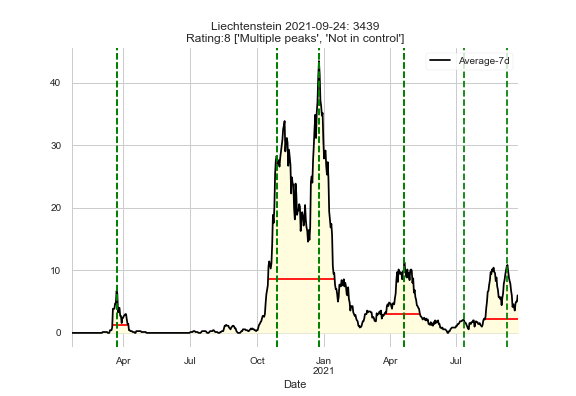 Liechtenstein 2021-09-24: 3439
Rating:8 ['Multiple peaks', 'Not in control']
Average-7d
40
30
20
10
0
Apr Jul Oct Jan Apr Jul
2021
Date